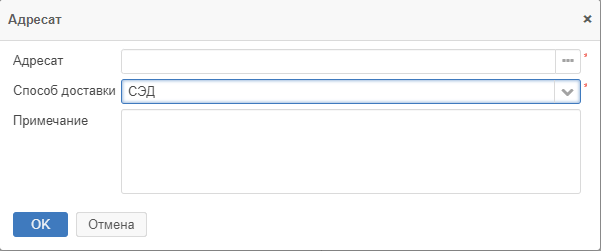 Адресат
Адресат *
Способ доставки СЭД *
Примечание
OK Отмена